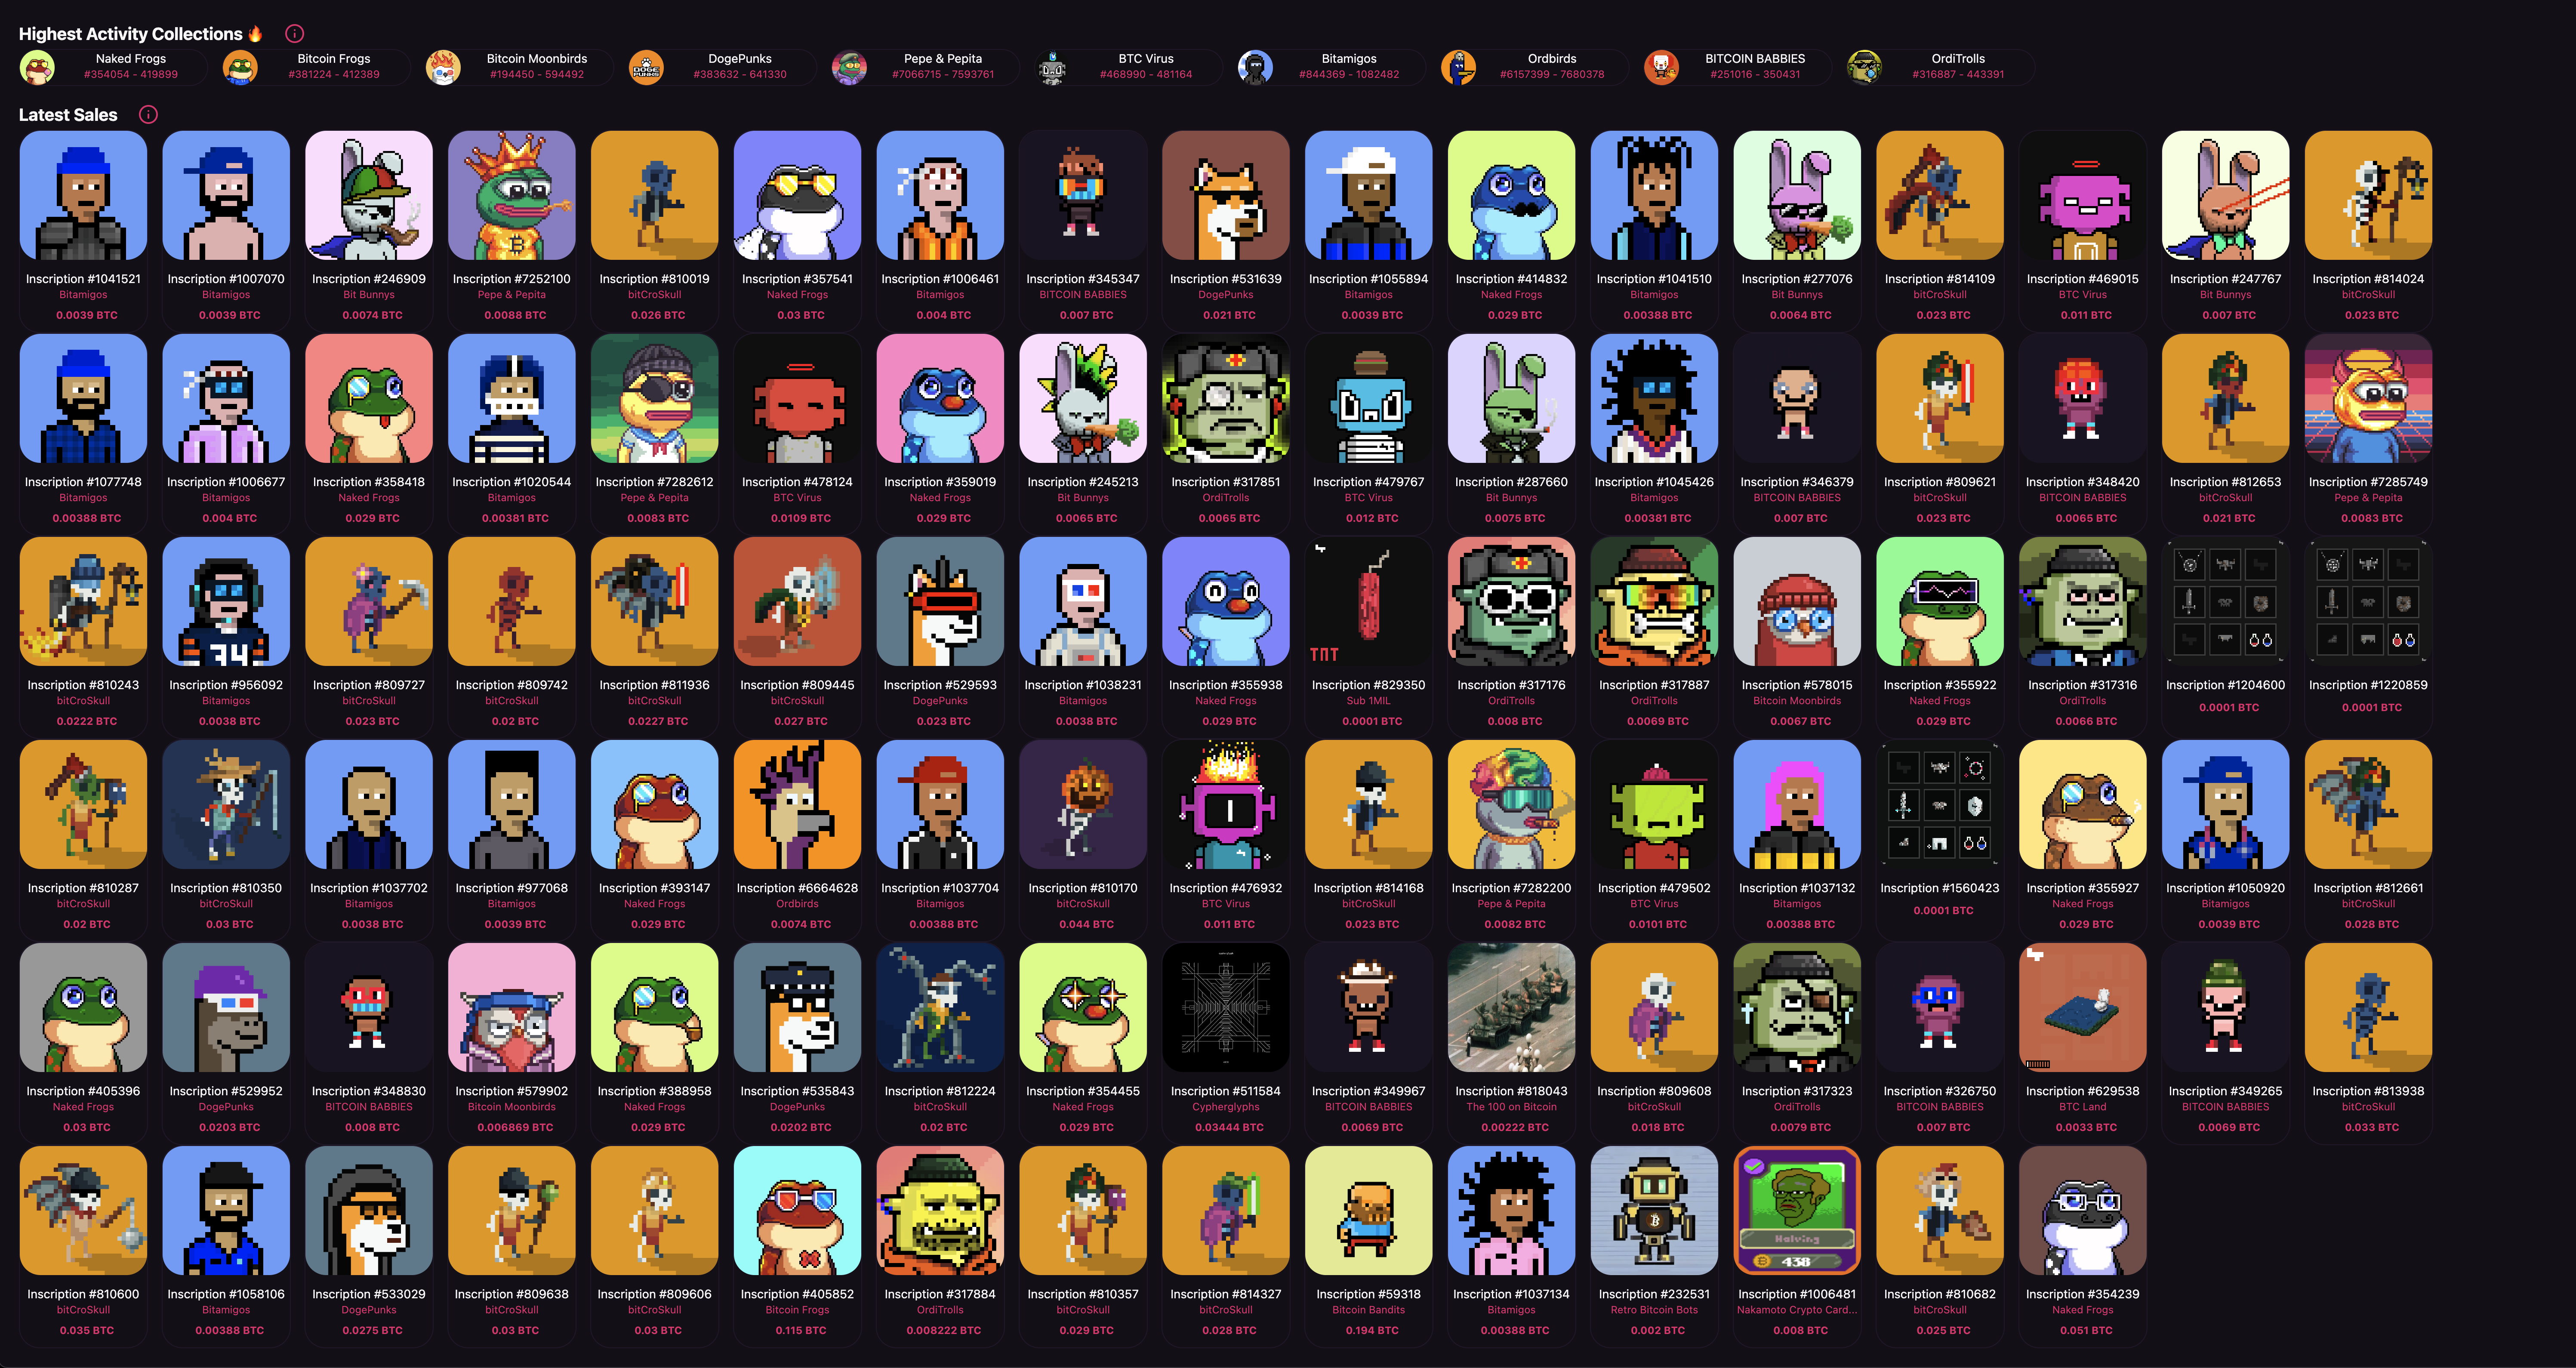 Highest Activity Collections🔥
Naked Frogs
#354054 - 419899
Bitcoin Frogs
#381224 - 412389
Bitcoin Moonbirds
#194450 - 594492
DogePunks
#383632 - 641330
Pepe & Pepita
#7066715 - 7593761
BTC Virus
#468990 - 481164
Bitamigos
#844369 - 1082482
Ordbirds
#6157399 - 7680378
BITCOIN BABBIES
#251016 - 350431
OrdiTrolls
#316887 - 443391
Latest Sales
Inscription #1041521
Bitamigos
0.0039 BTC
Inscription #1007070
Bitamigos
0.0039 BTC
Inscription #246909
Bit Bunnys
0.0074 BTC
Inscription #7252100
Pepe & Pepita
0.0088 BTC
Inscription #810019
bitCroSkull
0.026 BTC
Inscription #357541
Naked Frogs
0.03 BTC
Inscription #1006461
Bitamigos
0.004 BTC
Inscription #345347
BITCOIN BABBIES
0.007 BTC
Inscription #531639
DogePunks
0.021 BTC
Inscription #1055894
Bitamigos
0.0039 BTC
Inscription #414832
Naked Frogs
0.029 BTC
Inscription #1041510
Bitamigos
0.00388 BTC
Inscription #277076
Bit Bunnys
0.0064 BTC
Inscription #814109
bitCroSkull
0.023 BTC
Inscription #469015
BTC Virus
0.011 BTC
Inscription #247767
Bit Bunnys
0.007 BTC
Inscription #814024
bitCroSkull
0.023 BTC
Inscription #1077748
Bitamigos
0.00388 BTC
Inscription #1006677
Bitamigos
0.004 BTC
Inscription #358418
Naked Frogs
0.029 BTC
Inscription #1020544
Bitamigos
0.00381 BTC
Inscription #7282612
Pepe & Pepita
0.0083 BTC
Inscription #478124
BTC Virus
0.0109 BTC
Inscription #359019
Naked Frogs
0.029 BTC
Inscription #245213
Bit Bunnys
0.0065 BTC
Inscription #317851
OrdiTrolls
0.0065 BTC
Inscription #479767
BTC Virus
0.012 BTC
Inscription #287660
Bit Bunnys
0.0075 BTC
Inscription #1045426
Bitamigos
0.00381 BTC
Inscription #346379
BITCOIN BABBIES
0.007 BTC
Inscription #809621
bitCroSkull
0.023 BTC
Inscription #348420
BITCOIN BABBIES
0.0065 BTC
Inscription #812653
bitCroSkull
0.021 BTC
Inscription #7285749
Pepe & Pepita
0.0083 BTC
Inscription #810243
bitCroSkull
0.0222 BTC
34
Inscription #956092
Bitamigos
0.0038 BTC
Inscription #809727
bitCroSkull
0.023 BTC
Inscription #809742
bitCroSkull
0.02 BTC
Inscription #811936
bitCroSkull
0.0227 BTC
Inscription #809445
bitCroSkull
0.027 BTC
Inscription #529593
DogePunks
0.023 BTC
Inscription #1038231
Bitamigos
0.0038 BTC
Inscription #355938
Naked Frogs
0.029 BTC
TNT
Inscription #829350
Sub 1MIL
0.0001 BTC
Inscription #317176
OrdiTrolls
0.008 BTC
Inscription #317887
OrdiTrolls
0.0069 BTC
Inscription #578015
Bitcoin Moonbirds
0.0067 BTC
Inscription #355922
Naked Frogs
0.029 BTC
Inscription #317316
OrdiTrolls
0.0066 BTC
Inscription #1204600
0.0001 BTC
Inscription #1220859
0.0001 BTC
Inscription #810287
bitCroSkull
0.02 BTC
Inscription #810350
bitCroSkull
0.03 BTC
Inscription #1037702
Bitamigos
0.0038 BTC
Inscription #977068
Bitamigos
0.0039 BTC
Inscription #393147
Naked Frogs
0.029 BTC
Inscription #6664628
Ordbirds
0.0074 BTC
Inscription #1037704
Bitamigos
0.00388 BTC
Inscription #810170
bitCroSkull
0.044 BTC
Inscription #476932
BTC Virus
0.011 BTC
Inscription #814168
bitCroSkull
0.023 BTC
Inscription #7282200
Pepe & Pepita
0.0082 BTC
Inscription #479502
BTC Virus
0.0101 BTC
Inscription #1037132
Bitamigos
0.00388 BTC
Inscription #1560423
0.0001 BTC
Inscription #355927
Naked Frogs
0.029 BTC
Inscription #1050920
Bitamigos
0.0039 BTC
Inscription #812661
bitCroSkull
0.028 BTC
Inscription #405396
Naked Frogs
0.03 BTC
Inscription #529952
DogePunks
0.0203 BTC
Inscription #348830
BITCOIN BABBIES
0.008 BTC
Inscription #579902
Bitcoin Moonbirds
0.006869 BTC
Inscription #388958
Naked Frogs
0.029 BTC
Inscription #535843
DogePunks
0.0202 BTC
Inscription #812224
bitCroSkull
0.02 BTC
Inscription #354455
Naked Frogs
0.029 BTC
Inscription #511584
Cypherglyphs
0.03444 BTC
Inscription #349967
BITCOIN BABBIES
0.0069 BTC
Inscription #818043
The 100 on Bitcoin
0.00222 BTC
Inscription #809608
bitCroSkull
0.018 BTC
Inscription #317323
OrdiTrolls
0.0079 BTC
Inscription #326750
BITCOIN BABBIES
0.007 BTC
Inscription #629538
BTC Land
0.0033 BTC
Inscription #349265
BITCOIN BABBIES
0.0069 BTC
Inscription #813938
bitCroSkull
0.033 BTC
Inscription #810600
bitCroSkull
0.035 BTC
Inscription #1058106
Bitamigos
0.00388 BTC
Inscription #533029
DogePunks
0.0275 BTC
Inscription #809638
bitCroSkull
0.03 BTC
Inscription #809606
bitCroSkull
0.03 BTC
Inscription #405852
Bitcoin Frogs
0.115 BTC
Inscription #317884
OrdiTrolls
0.008222 BTC
Inscription #810357
bitCroSkull
0.029 BTC
Inscription #814327
bitCroSkull
0.028 BTC
Inscription #59318
Bitcoin Bandits
0.194 BTC
Inscription #1037134
Bitamigos
0.00388 BTC
Inscription #232531
Retro Bitcoin Bots
0.002 BTC
Halving
438
Inscription #1006481
Nakamoto Crypto Card...
0.008 BTC
Inscription #810682
bitCroSkull
0.025 BTC
Inscription #354239
Naked Frogs
0.051 BTC